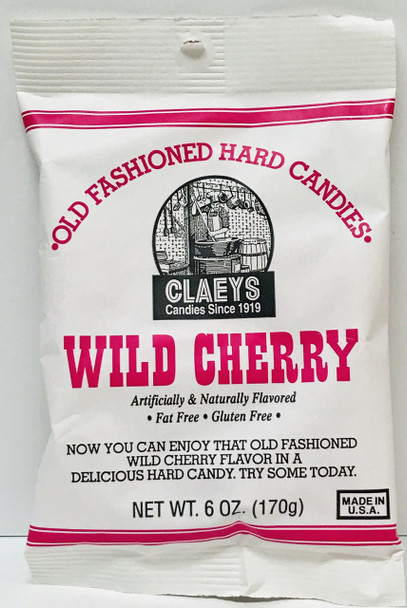 •OLD FASHIONED HARD CANDIES•
CLAEYS
Candies Since 1919
WILD CHERRY
Artificially & Naturally Flavored
• Fat Free • Gluten Free •
NOW YOU CAN ENJOY THAT OLD FASHIONED
WILD CHERRY FLAVOR IN A
DELICIOUS HARD CANDY. TRY SOME TODAY.
NET WT. 6 OZ. (170g)
MADE IN
U.S.A.